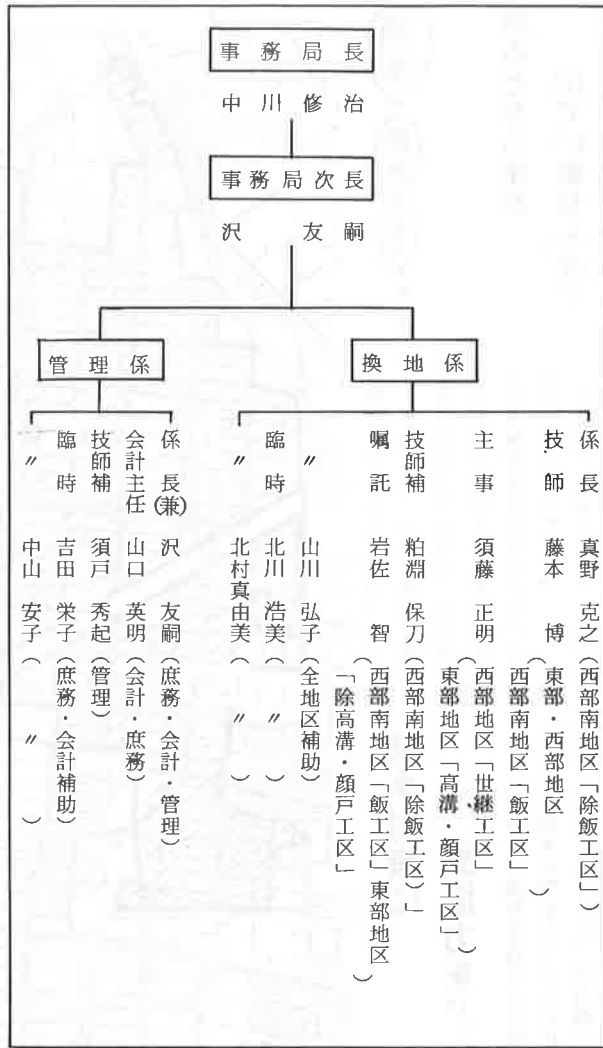 事務局長
中川修治
事務局次長
沢 友嗣
換地係
係長 真野克之(西部南地区「除飯工区」)
技師 藤本 博(東部・西部地区
西部南地区「飯工区」)
主事 須藤正明(西部地区「世継工区」
東部地区「高溝・顔戸工区」)
技師補 粕淵保刀(西部南地区「除飯工区)」
嘱託 岩佐 智(西部南地区「飯工区」東部地区
「除高溝・顔戸工区」)
〃 山川弘子(全地区補助)
臨時 北川浩美( 〃 )
〃 北村真由美( 〃 )
管理係
係長(兼) 沢 友嗣(庶務・会計・管理)
会計主任 山口英明(会計・庶務)
技師補 須戸秀起(管理)
臨時 吉田栄子(庶務・会計補助)
〃 中山安子( 〃 )